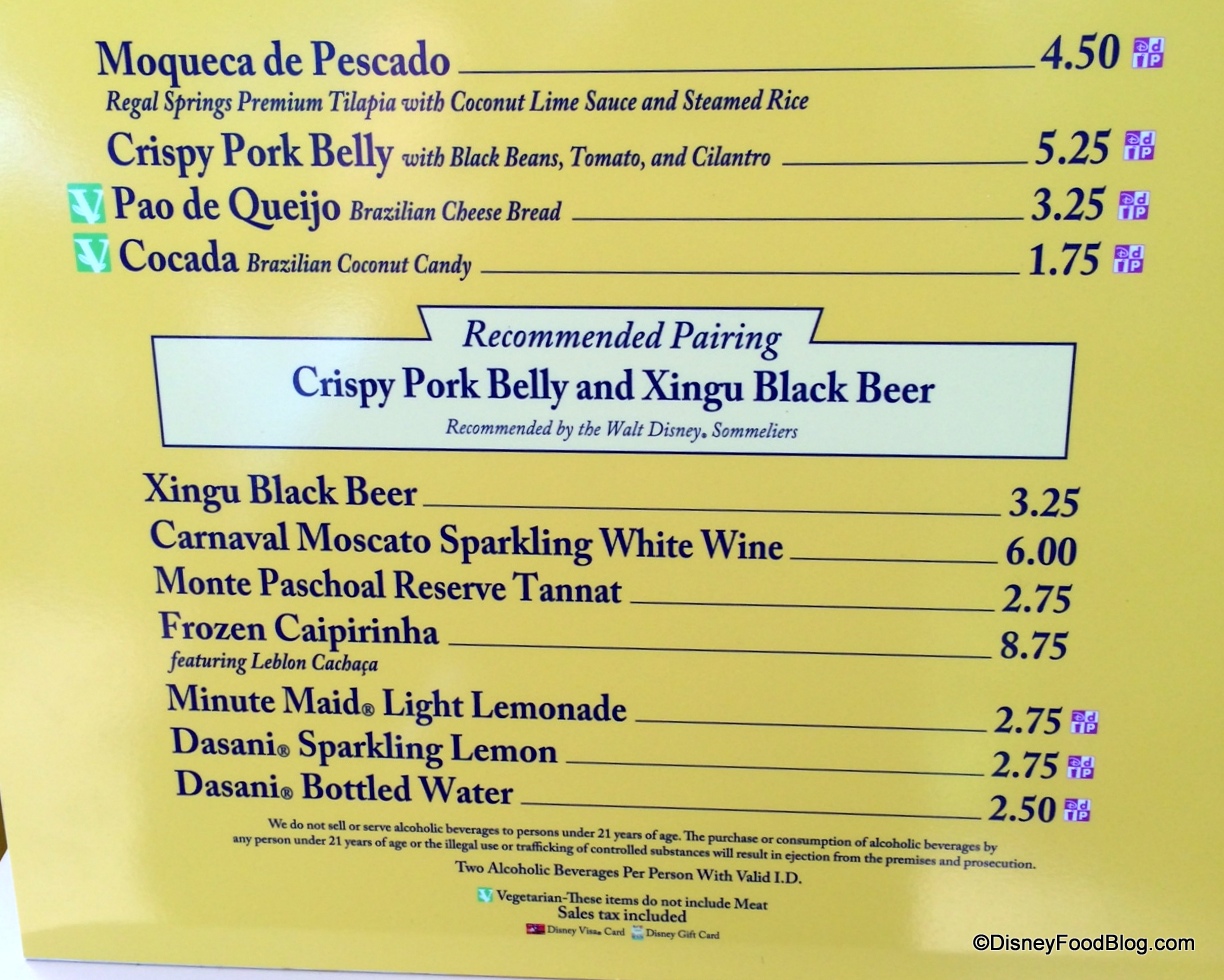 Moqueca de Pescado 4.50
Regal Springs Premium Tilapia with Coconut Lime Sauce and Steamed Rice
Crispy Pork Belly with Black Beans, Tomato, and Cilantro 5.25
V Pao de Queijo Brazilian Cheese Bread 3.25
V Cocada Brazilian Coconut Candy 1.75
Recommended Pairing
Crispy Pork Belly and Xingu Black Beer
Recommended by the Walt Disney® Sommeliers
Xingu Black Beer 3.25
Carnaval Moscato Sparkling White Wine 6.00
Monte Paschoal Reserve Tannat 2.75
Frozen Caipirinha 8.75
featuring Leblon Cachaça
Minute Maid® Light Lemonade 2.75
Dasani® Sparkling Lemon 2.75
Dasani® Bottled Water 2.50
We do not sell or serve alcoholic beverages to persons under 21 years of age. The purchase or consumption of alcoholic beverages by
any person under 21 years of age or the illegal use or trafficking of controlled substances will result in ejection from the premises and prosecution.
Two Alcoholic Beverages Per Person With Valid I.D.
V Vegetarian-These items do not include Meat
Sales tax included
Disney Visa® Card Disney Gift Card
©DisneyFoodBlog.com